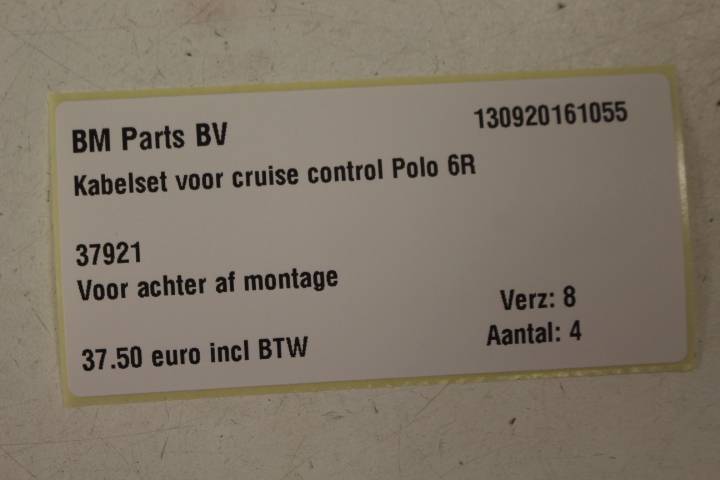 BM Parts BV
130920161055
Kabelset voor cruise control Polo 6R
37921
Voor achter af montage
Verz: 8
37.50 euro incl BTW
Aantal: 4